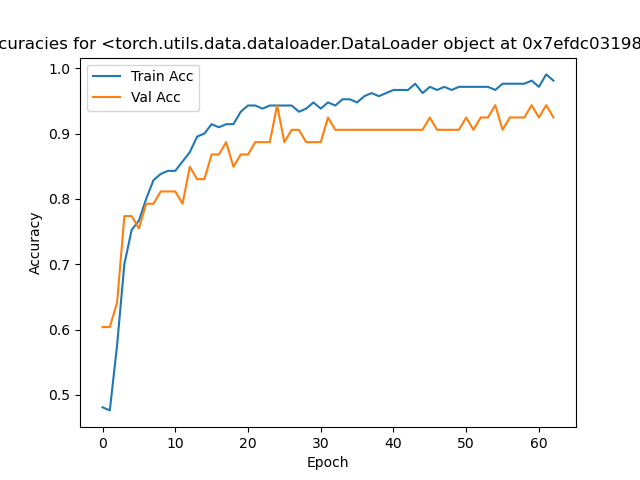 curacies for <torch.utils.data.dataloader.DataLoader object at 0x7efdc03198
Train Acc
Val Acc
1.0
0.9
0.8
0.7
0.6
0.5
Accuracy
0 10 20 30 40 50 60
Epoch